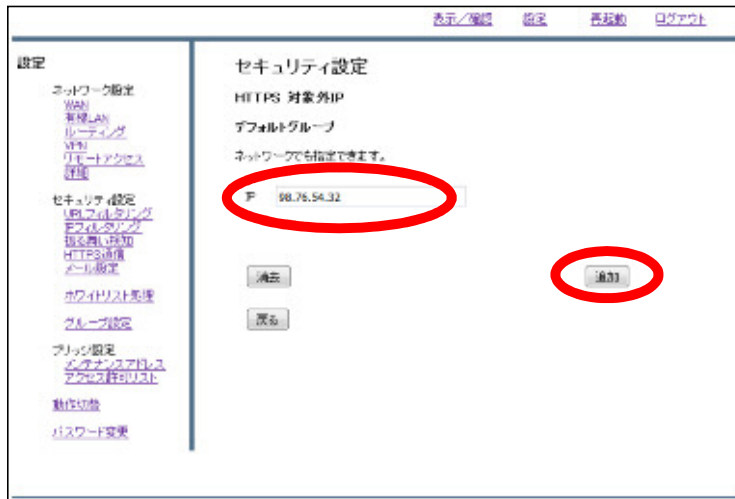 表示／確認 設定 再起動 ログアウト
設定
ネットワーク設定
WAN
有線LAN
ルーティング
VPN
リモートアクセス
詳細
セキュリティ設定
URLフィルタリング
IPフィルタリング
振る舞い検知
HTTPS通信
メール設定
ホワイトリスト処理
グループ設定
ブリッジ設定
メンテナンスアドレス
アクセス許可リスト
動作切替
パスワード変更
セキュリティ設定
HTTPS 対象外IP
デフォルトグループ
ネットワークでも指定できます。
IP 98.76.54.32
消去 追加
戻る